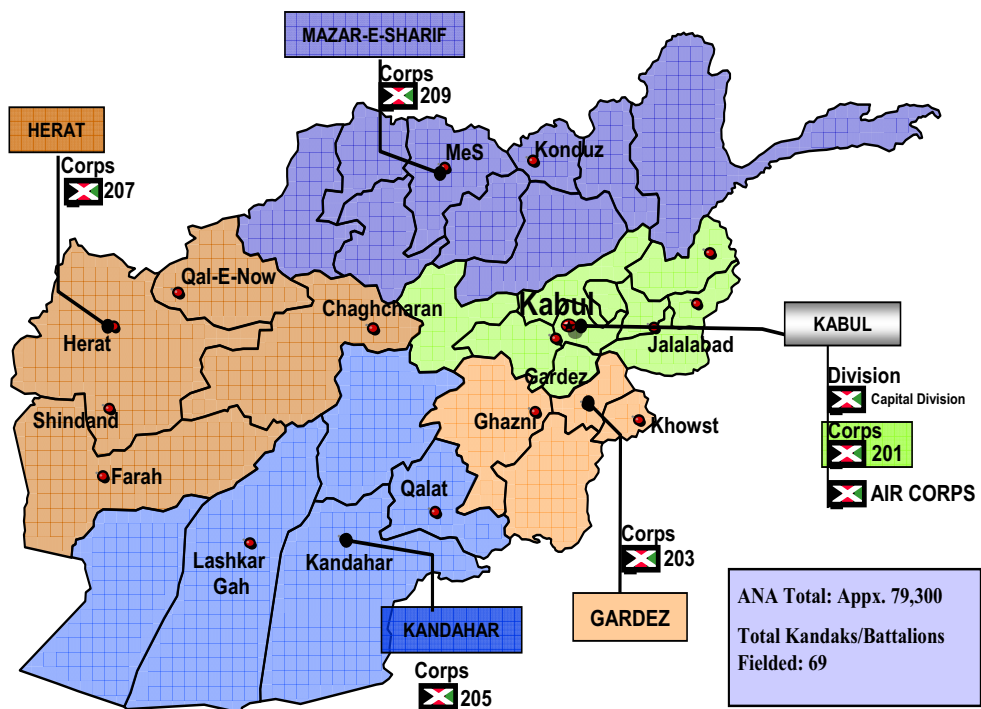 MAZAR-E-SHARIF
Corps
209
HERAT
Corps
207
MeS
Konduz
Qal-E-Now
Chaghcharan
Kabul
Herat
Jalalabad
KABUL
Gardez
Division
Capital Division
Shindand
Ghazni
Khowst
Corps
201
Farah
Qalat
AIR CORPS
Lashkar
Gah
Kandahar
Corps
203
KANDAHAR
GARDEZ
Corps
205
ANA Total: Appx. 79,300
Total Kandaks/Battalions
Fielded: 69